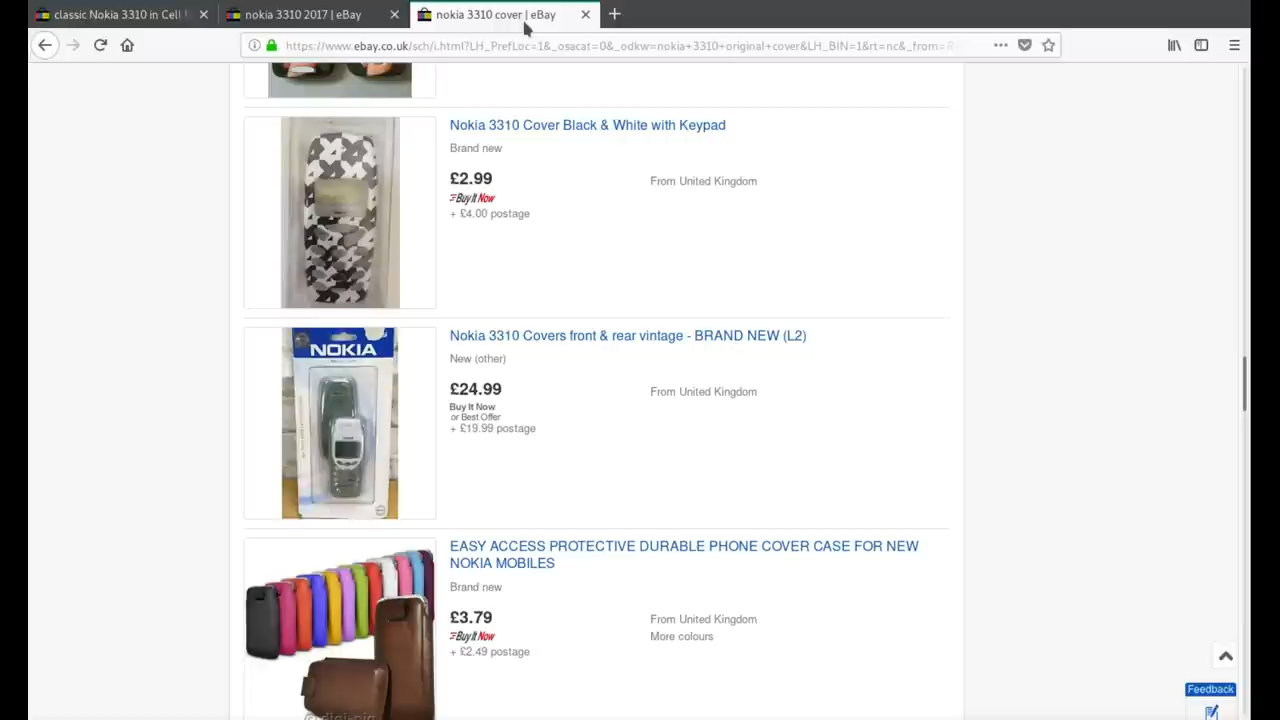 classic Nokia 3310 in Cell
nokia 3310 2017 | eBay
nokia 3310 cover | eBay
https://www.ebay.co.uk/sch/i.html?LH_PrefLoc=1&_osacat=0&_odkw=nokia+3310+original+cover&LH_BIN=1&rt=nc&_from=R
Nokia 3310 Cover Black & White with Keypad
Brand new
£2.99
From United Kingdom
Buy It Now
+ £4.00 postage
NOKIA
Nokia 3310 Covers front & rear vintage - BRAND NEW (L2)
New (other)
£24.99
From United Kingdom
Buy It Now
or Best Offer
+ £19.99 postage
EASY ACCESS PROTECTIVE DURABLE PHONE COVER CASE FOR NEW
NOKIA MOBILES
Brand new
£3.79
From United Kingdom
Buy It Now
More colours
+ £2.49 postage
Feedback